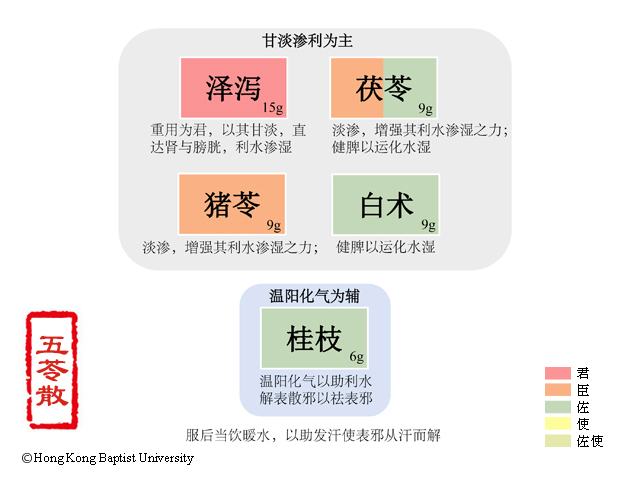 甘淡渗利为主
泽泻
15g
茯苓
9g
重用为君，以其甘淡，直
达肾与膀胱，利水渗湿
淡渗，增强其利水渗湿之力；
健脾以运化水湿
猪苓
9g
白术
9g
淡渗，增强其利水渗湿之力；
健脾以运化水湿
温阳化气为辅
桂枝
6g
温阳化气以助利水
解表散邪以祛表邪
五苓散
服后当饮暖水，以助发汗使表邪从汗而解
君
臣
佐
使
佐使
©Hong Kong Baptist University